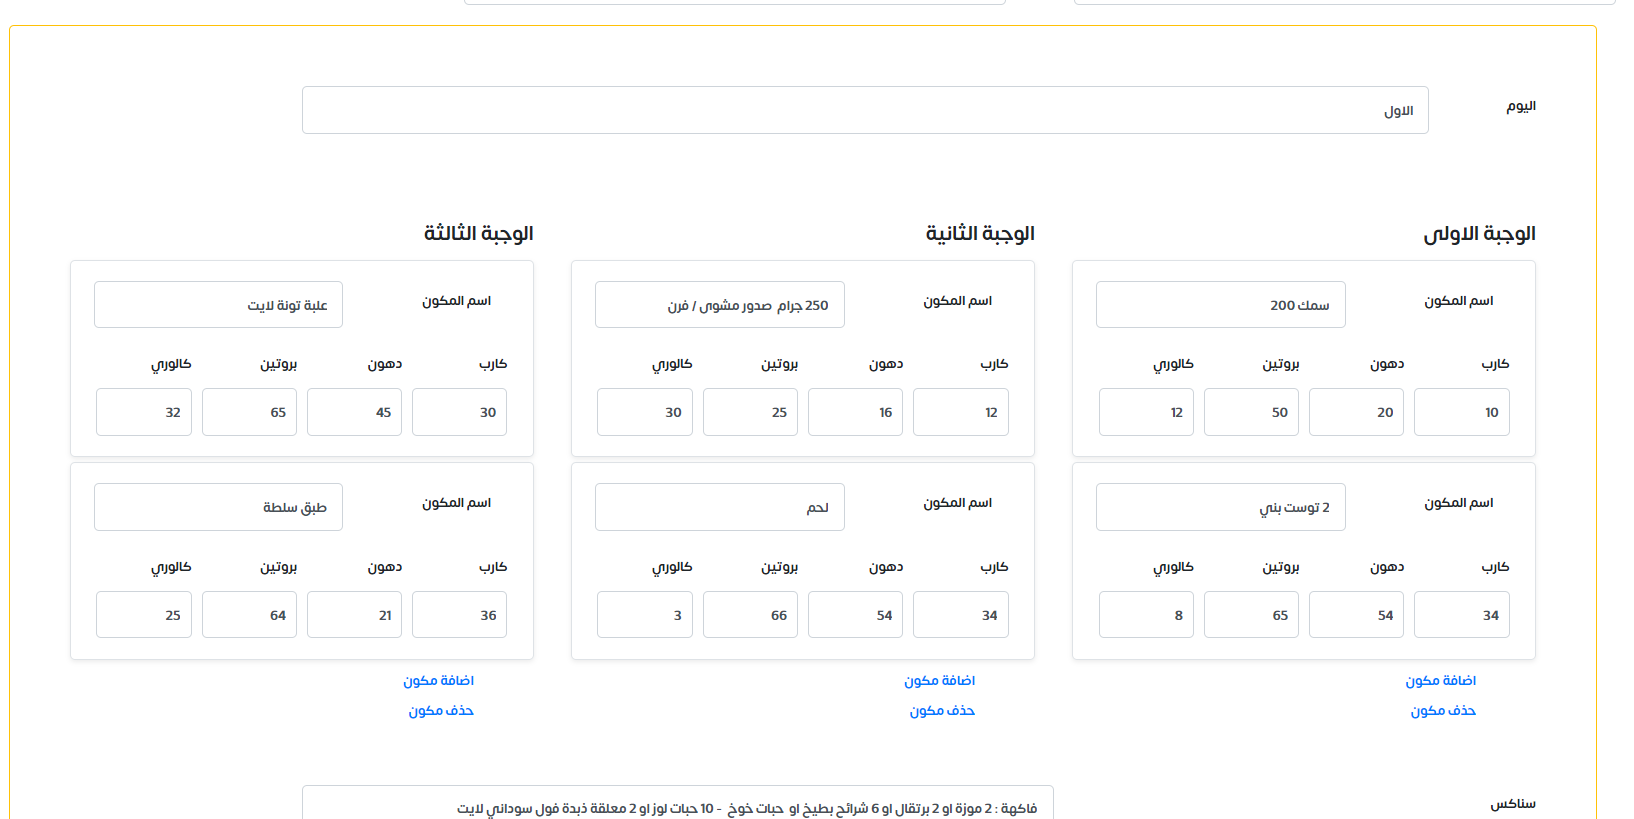 اليوم
الاول
الوجبة الاولى
الوجبة الثانية
الوجبة الثالثة
اسم المكون
سمك 200
اسم المكون
250 جرام صدور مشوى / فرن
اسم المكون
علبة تونة لايت
كارب دهون بروتين كالوري
كارب دهون بروتين كالوري
كارب دهون بروتين كالوري
10 20 50 12
12 16 25 30
30 45 65 32
اسم المكون
2 توست بني
اسم المكون
لحم
اسم المكون
طبق سلطة
كارب دهون بروتين كالوري
كارب دهون بروتين كالوري
كارب دهون بروتين كالوري
34 54 65 8
34 54 66 3
36 21 64 25
اضافة مكون
اضافة مكون
اضافة مكون
حذف مكون
حذف مكون
حذف مكون
سناكس
فاكهة : 2 موزة او 2 برتقال او 6 شرائح بطيخ او حبات خوخ - 10 حبات لوز او 2 معلقة ذبدة فول سوداني لايت